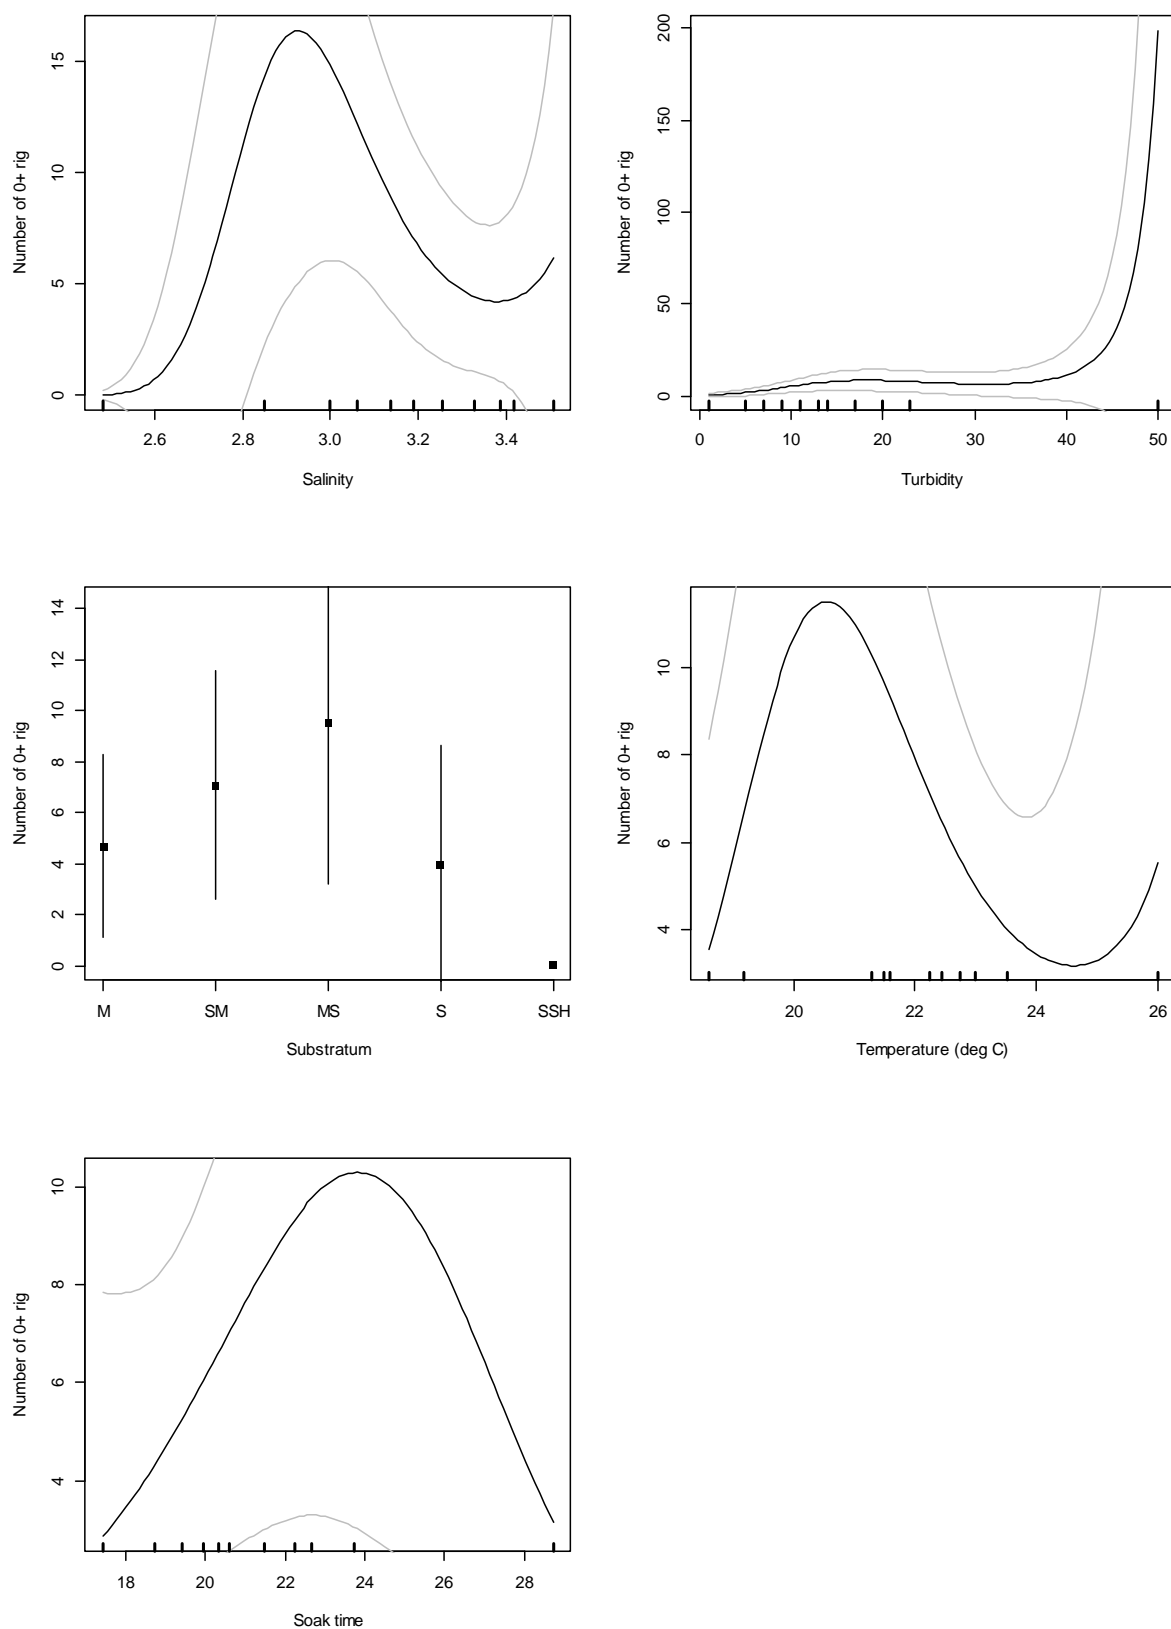 15
10
5
0
Number of 0+ rig
2.6 2.8 3.0 3.2 3.4
Salinity
200
150
100
50
0
Number of 0+ rig
0 10 20 30 40 50
Turbidity
14
12
10
8
6
4
2
0
Number of 0+ rig
M SM MS S SSH
Substratum
10
8
6
4
Number of 0+ rig
20 22 24 26
Temperature (deg C)
10
8
6
4
Number of 0+ rig
18 20 22 24 26 28
Soak time